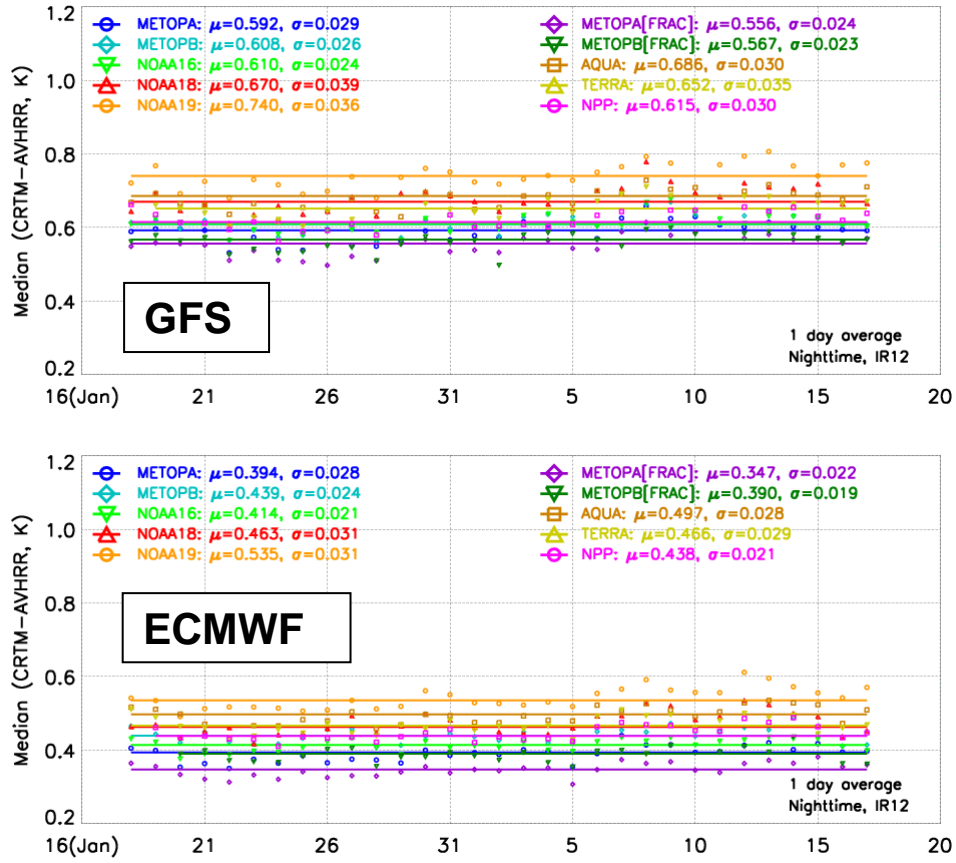 1.2
METOPA: μ=0.592, σ=0.029 METOPA[FRAC]: μ=0.556, σ=0.024
METOPB: μ=0.608, σ=0.026 METOPB[FRAC]: μ=0.567, σ=0.023
NOAA16: μ=0.610, σ=0.024 AQUA: μ=0.686, σ=0.030
NOAA18: μ=0.670, σ=0.039 TERRA: μ=0.652, σ=0.035
NOAA19: μ=0.740, σ=0.036 NPP: μ=0.615, σ=0.030
1.0
0.8
0.6
0.4
0.2
Median (CRTM-AVHRR, K)
GFS
1 day average
Nighttime, IR12
16(Jan) 21 26 31 5 10 15 20
1.2
METOPA: μ=0.394, σ=0.028 METOPA[FRAC]: μ=0.347, σ=0.022
METOPB: μ=0.439, σ=0.024 METOPB[FRAC]: μ=0.390, σ=0.019
NOAA16: μ=0.414, σ=0.021 AQUA: μ=0.497, σ=0.028
NOAA18: μ=0.463, σ=0.031 TERRA: μ=0.466, σ=0.029
NOAA19: μ=0.535, σ=0.031 NPP: μ=0.438, σ=0.021
1.0
0.8
0.6
0.4
0.2
Median (CRTM-AVHRR, K)
ECMWF
1 day average
Nighttime, IR12
16(Jan) 21 26 31 5 10 15 20